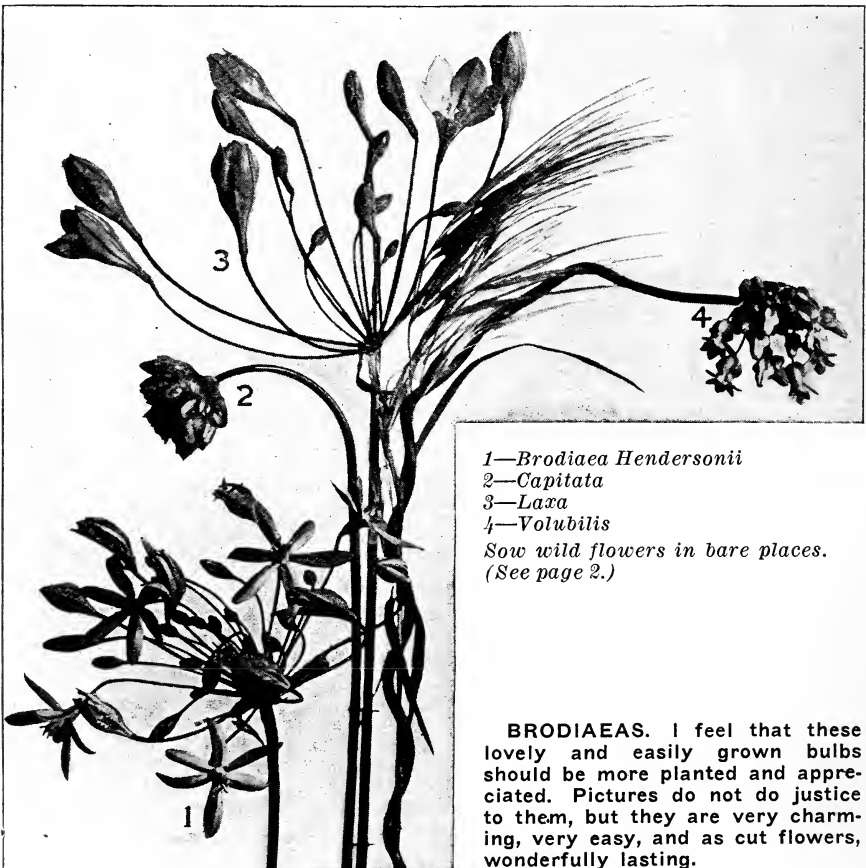 3
4
2
1—Brodiaea Hendersonii
2—Capitata
3—Laxa
4—Volubilis
Sow wild flowers in bare places.
(See page 2.)
1
BRODIAEAS. I feel that these
lovely and easily grown bulbs
should be more planted and appre-
ciated. Pictures do not do justice
to them, but they are very charm-
ing, very easy, and as cut flowers,
wonderfully lasting.